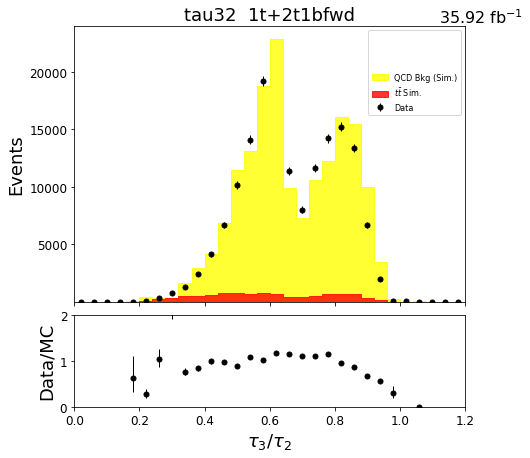 tau32 1t+2t1bfwd
35.92 fb⁻¹
QCD Bkg (Sim.)
tt̄ Sim.
Data
Events
20000
15000
10000
5000
Data/MC
2
1
0
0.0 0.2 0.4 0.6 0.8 1.0 1.2
τ₃/τ₂